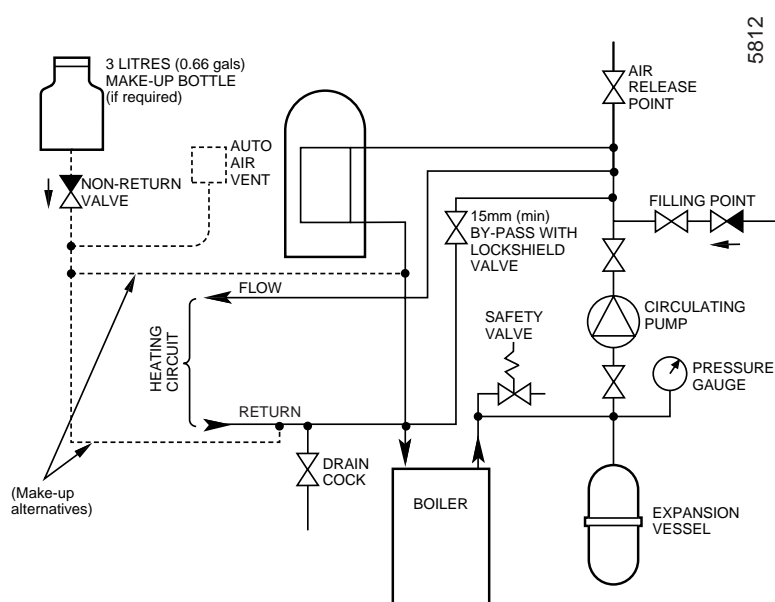 5812
3 LITRES (0.66 gals)
MAKE-UP BOTTLE
(if required)
AIR
RELEASE
POINT
AUTO
AIR
VENT
NON-RETURN
VALVE
FILLING POINT
15mm (min)
BY-PASS WITH
LOCKSHIELD
VALVE
FLOW
SAFETY
VALVE
CIRCULATING
PUMP
HEATING
CIRCUIT
PRESSURE
GAUGE
RETURN
DRAIN
COCK
(Make-up
alternatives)
BOILER
EXPANSION
VESSEL